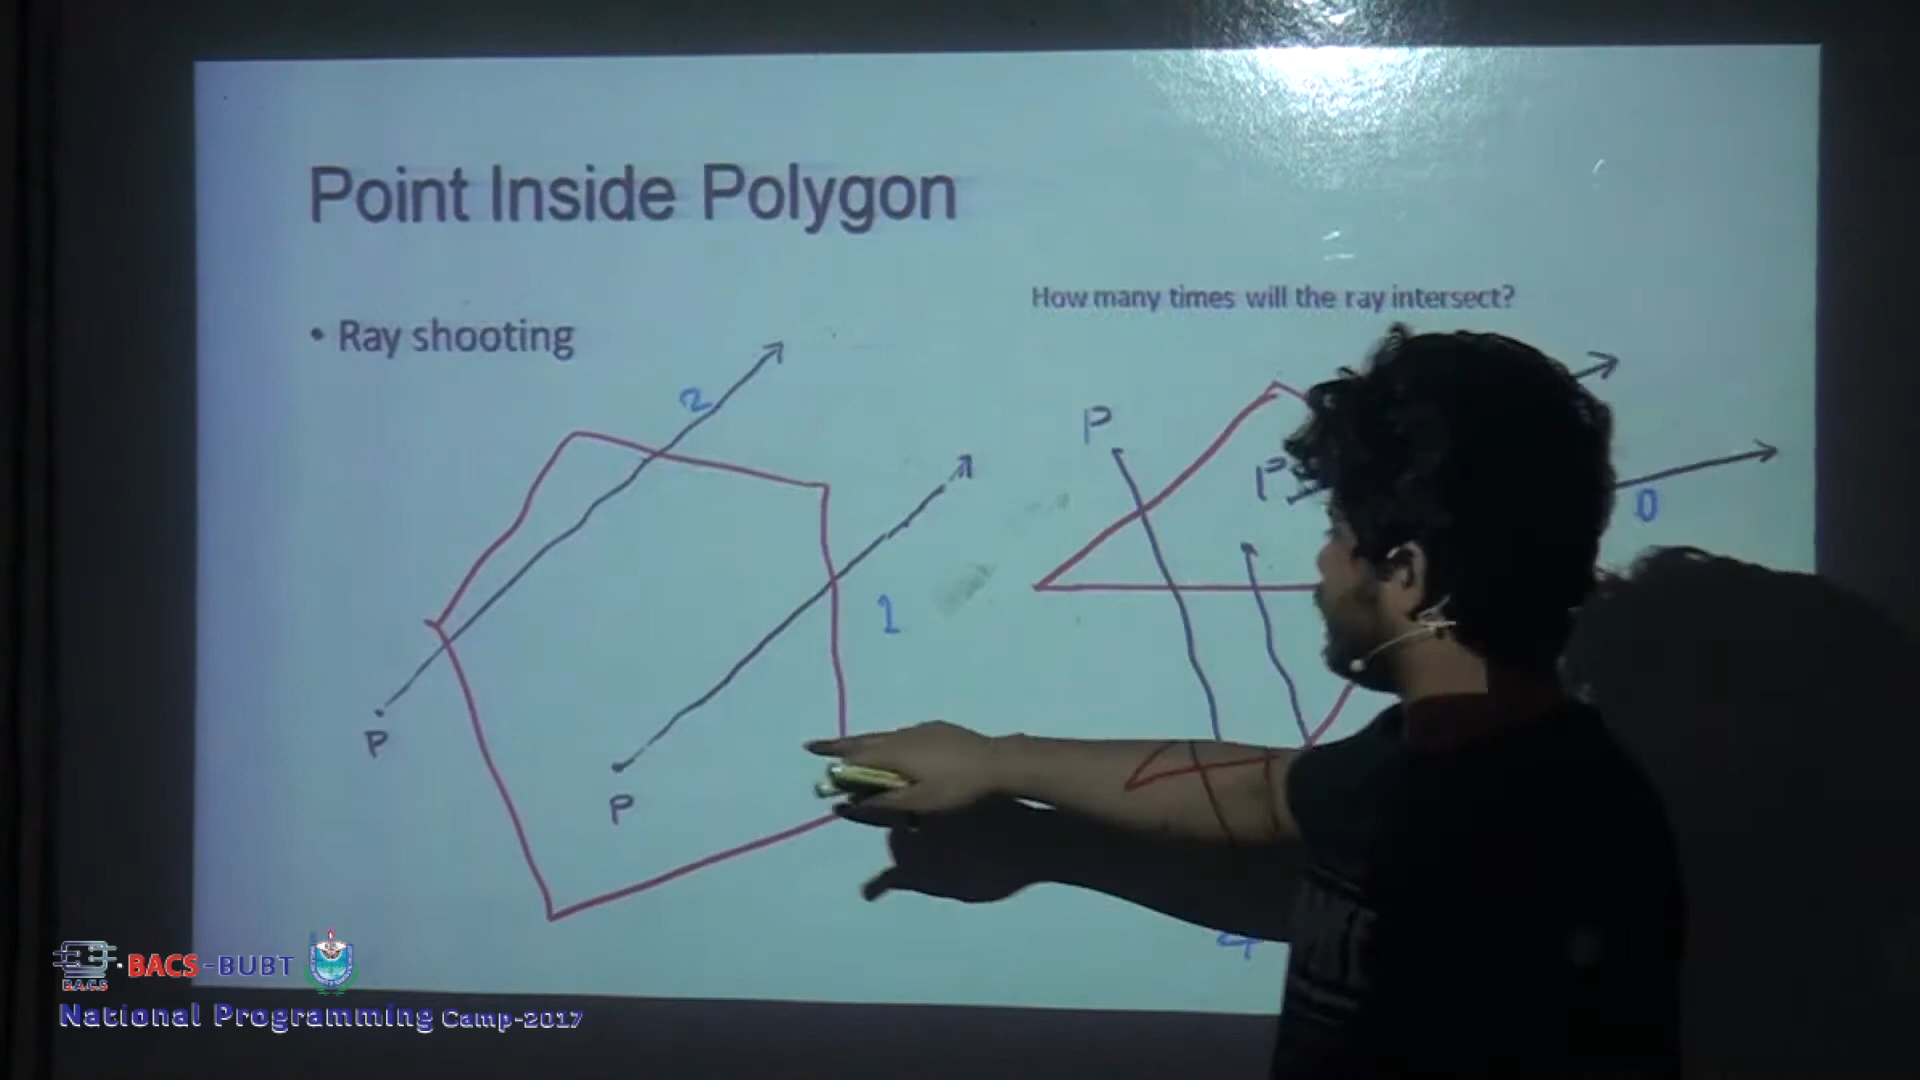 Point Inside Polygon
• Ray shooting
How many times will the ray intersect?
2
P
P
0
1
P
P
4
BACS-BUBT
B.A.C.S
National Programming Camp-2017